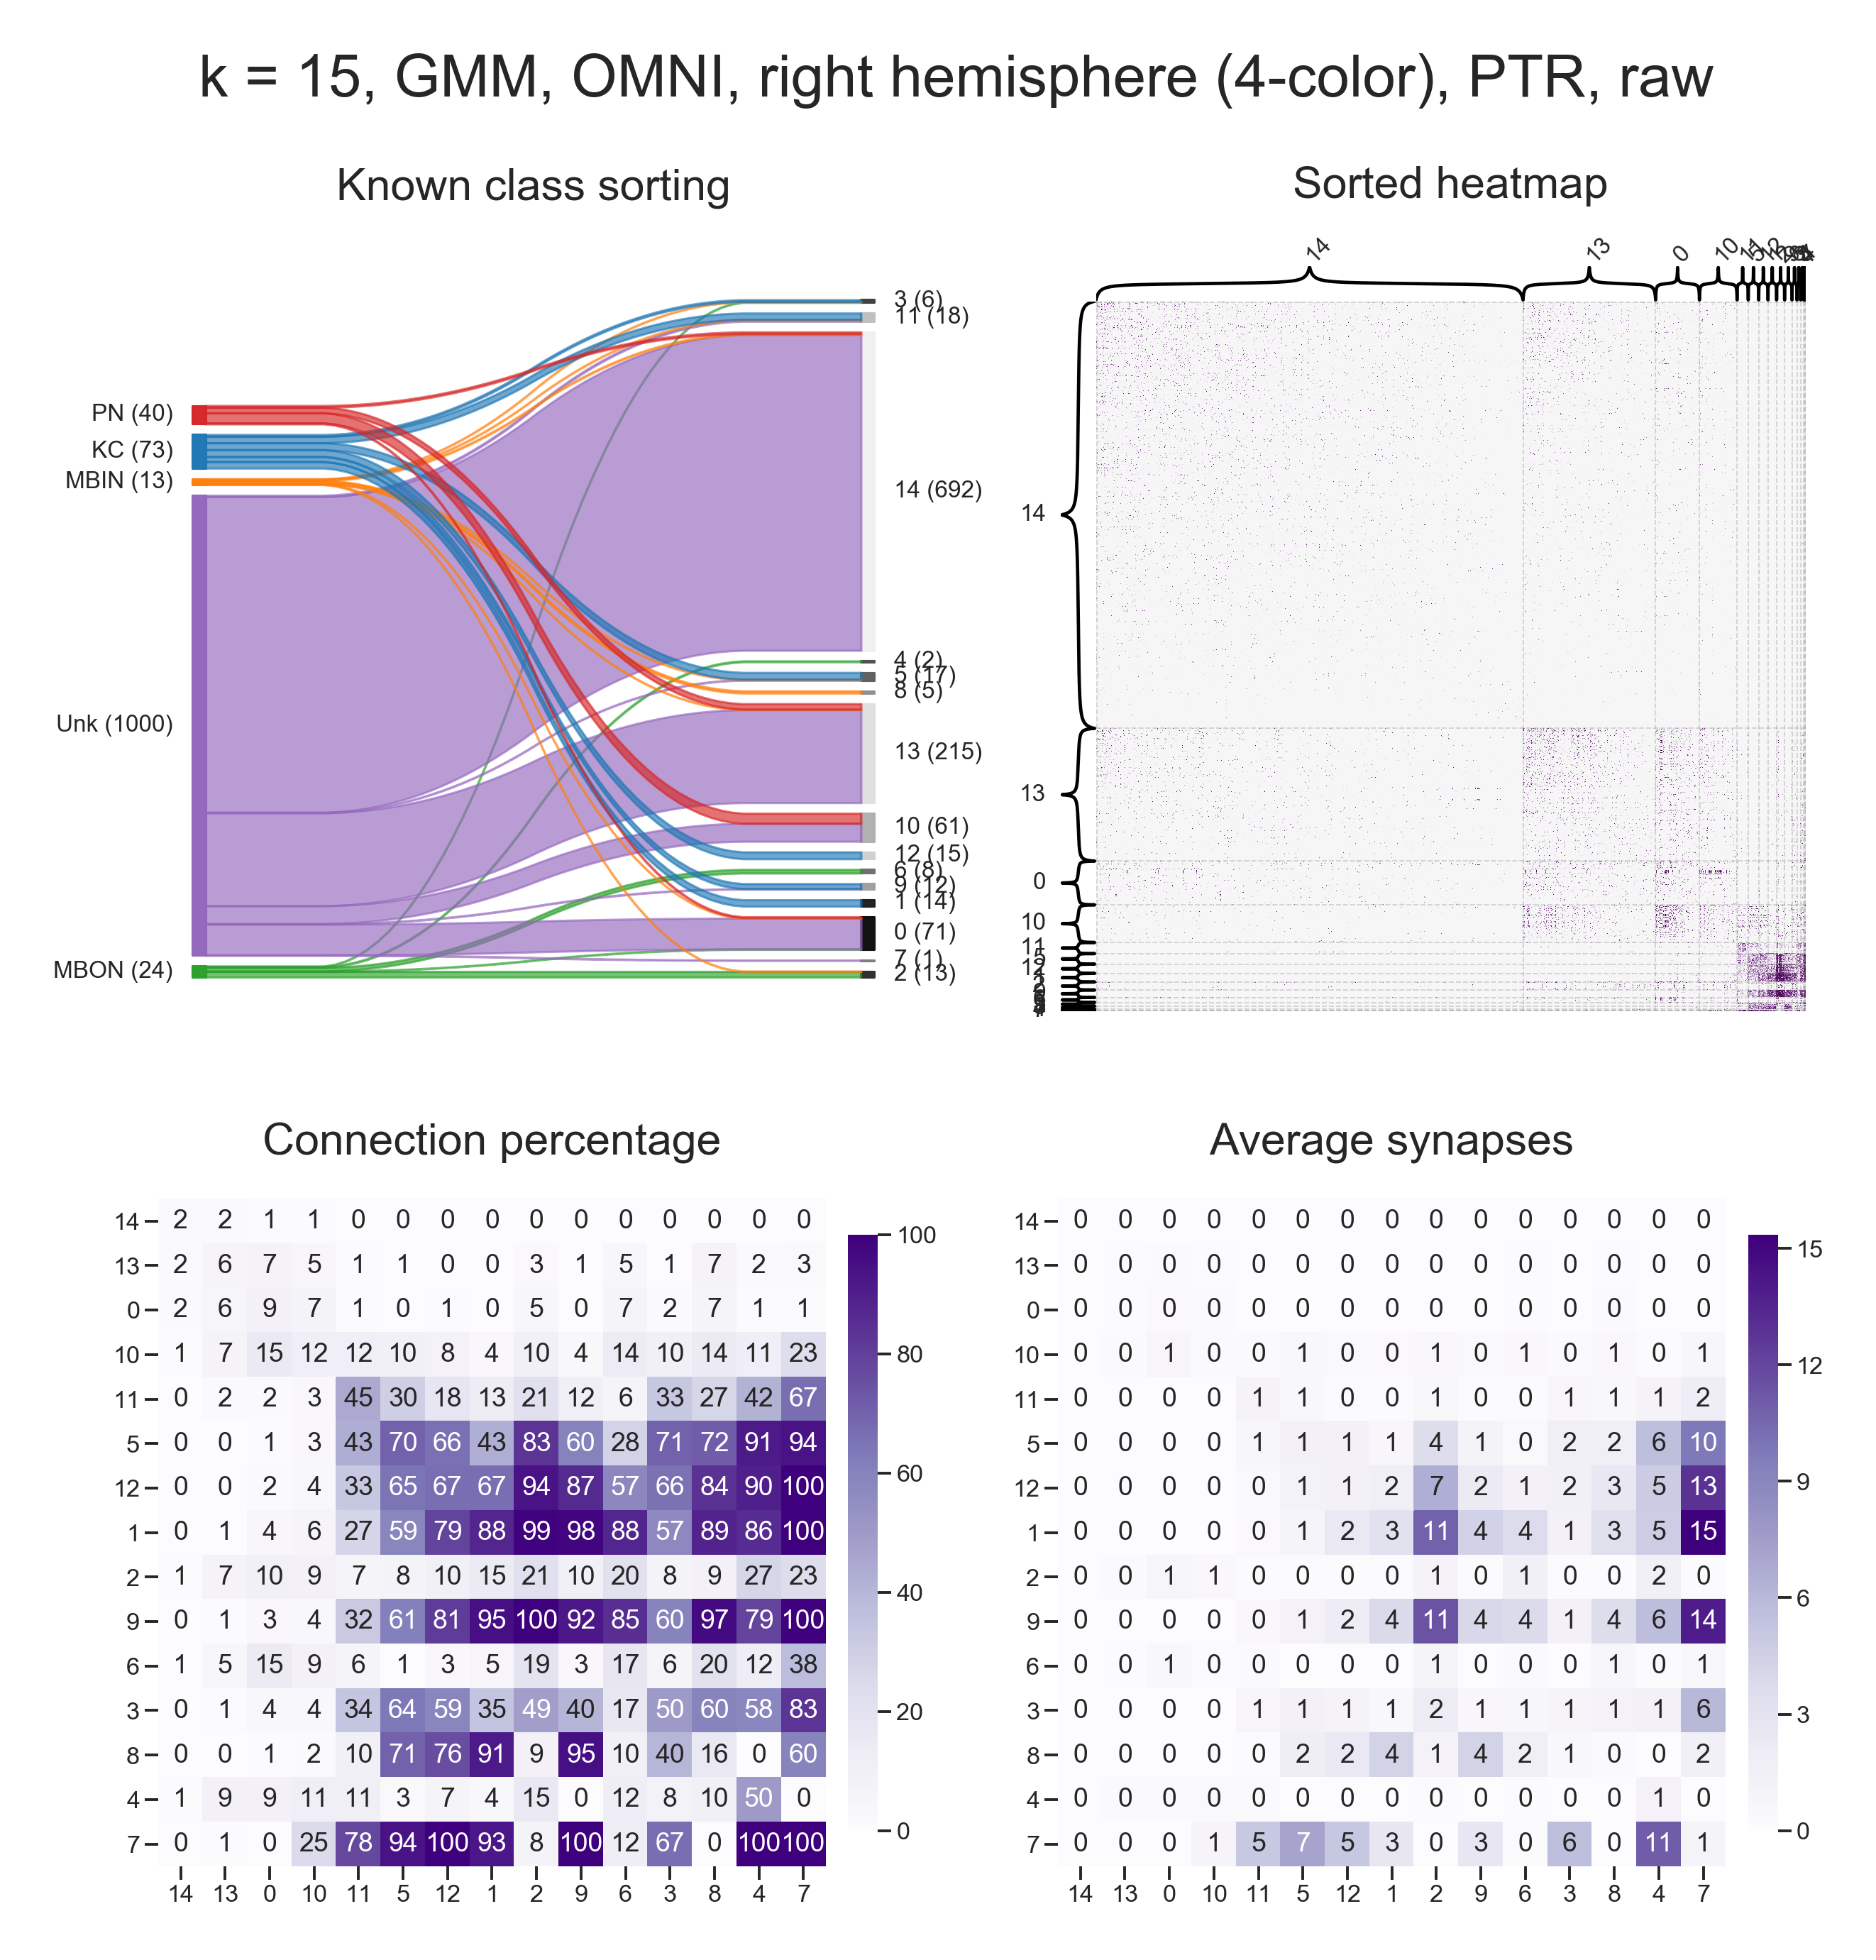 k = 15, GMM, OMNI, right hemisphere (4-color), PTR, raw
Known class sorting
PN (40)
KC (73)
MBIN (13)
Unk (1000)
MBON (24)
3 (6)
11 (18)
14 (692)
4 (2)
5 (17)
8 (5)
13 (215)
10 (61)
12 (15)
6 (8)
9 (12)
1 (14)
0 (71)
7 (1)
2 (13)
Sorted heatmap
14 13 0 10 11 5 12
14
13
0
10
11
5
12
Connection percentage
14 2 2 1 1 0 0 0 0 0 0 0 0 0 0 0
13 2 6 7 5 1 1 0 0 3 1 5 1 7 2 3
0 2 6 9 7 1 0 1 0 5 0 7 2 7 1 1
10 1 7 15 12 12 10 8 4 10 4 14 10 14 11 23
11 0 2 2 3 45 30 18 13 21 12 6 33 27 42 67
5 0 0 1 3 43 70 66 43 83 60 28 71 72 91 94
12 0 0 2 4 33 65 67 67 94 87 57 66 84 90 100
1 0 1 4 6 27 59 79 88 99 98 88 57 89 86 100
2 1 7 10 9 7 8 10 15 21 10 20 8 9 27 23
9 0 1 3 4 32 61 81 95 100 92 85 60 97 79 100
6 1 5 15 9 6 1 3 5 19 3 17 6 20 12 38
3 0 1 4 4 34 64 59 35 49 40 17 50 60 58 83
8 0 0 1 2 10 71 76 91 9 95 10 40 16 0 60
4 1 9 9 11 11 3 7 4 15 0 12 8 10 50 0
7 0 1 0 25 78 94 100 93 8 100 12 67 0 100 100
14 13 0 10 11 5 12 1 2 9 6 3 8 4 7
100
80
60
40
20
0
Average synapses
14 0 0 0 0 0 0 0 0 0 0 0 0 0 0 0
13 0 0 0 0 0 0 0 0 0 0 0 0 0 0 0
0 0 0 0 0 0 0 0 0 0 0 0 0 0 0 0
10 0 0 1 0 0 1 0 0 1 0 1 0 1 0 1
11 0 0 0 0 1 1 0 0 1 0 0 1 1 1 2
5 0 0 0 0 1 1 1 1 4 1 0 2 2 6 10
12 0 0 0 0 0 1 1 2 7 2 1 2 3 5 13
1 0 0 0 0 0 1 2 3 11 4 4 1 3 5 15
2 0 0 1 1 0 0 0 0 1 0 1 0 0 2 0
9 0 0 0 0 0 1 2 4 11 4 4 1 4 6 14
6 0 0 1 0 0 0 0 0 1 0 0 0 1 0 1
3 0 0 0 0 1 1 1 1 2 1 1 1 1 1 6
8 0 0 0 0 0 2 2 4 1 4 2 1 0 0 2
4 0 0 0 0 0 0 0 0 0 0 0 0 0 1 0
7 0 0 0 1 5 7 5 3 0 3 0 6 0 11 1
14 13 0 10 11 5 12 1 2 9 6 3 8 4 7
15
12
9
6
3
0